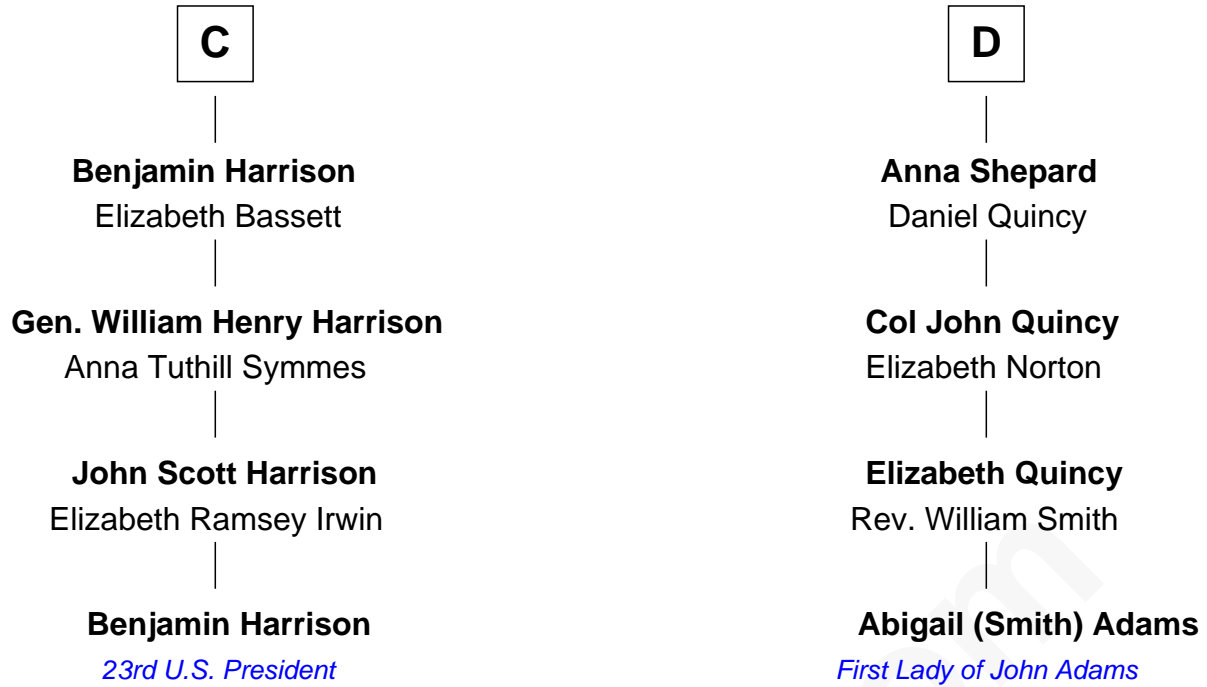 C
Benjamin Harrison
Elizabeth Bassett
Gen. William Henry Harrison
Anna Tuthill Symmes
John Scott Harrison
Elizabeth Ramsey Irwin
Benjamin Harrison
23rd U.S. President
D
Anna Shepard
Daniel Quincy
Col John Quincy
Elizabeth Norton
Elizabeth Quincy
Rev. William Smith
Abigail (Smith) Adams
First Lady of John Adams